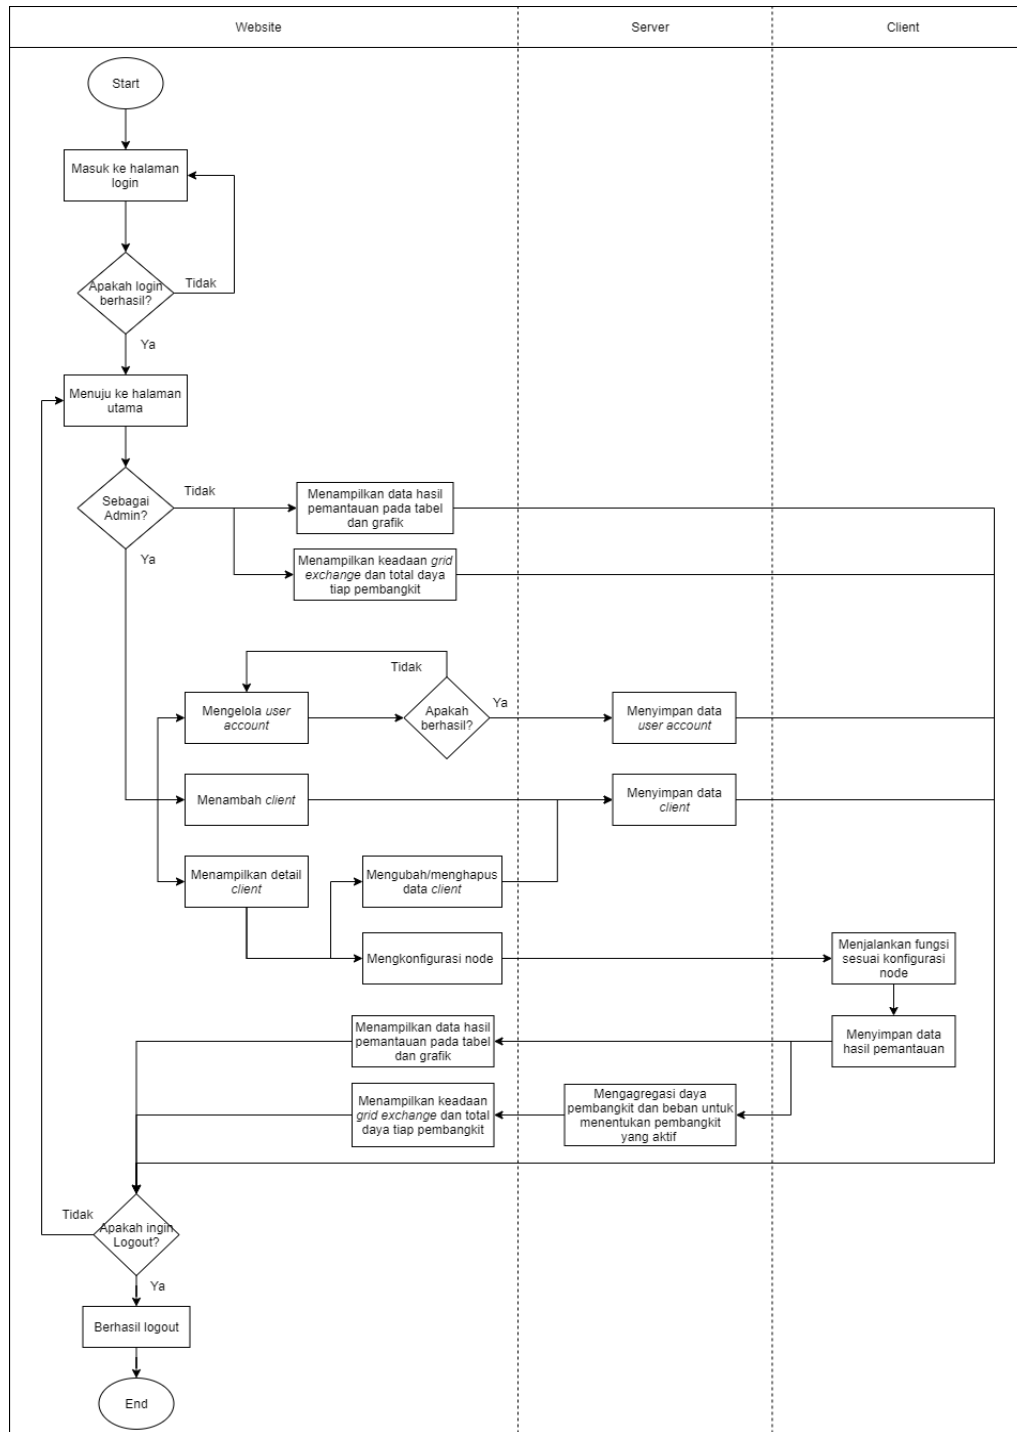 Website
Server
Client
Start
Masuk ke halaman
login
Apakah login
berhasil?
Tidak
Ya
Menuju ke halaman
utama
Sebagai
Admin?
Tidak
Ya
Menampilkan data hasil
pemantauan pada tabel
dan grafik
Menampilkan keadaan grid
exchange dan total daya
tiap pembangkit
Tidak
Mengelola user
account
Apakah
berhasil?
Ya
Menyimpan data
user account
Menambah client
Menyimpan data
client
Menampilkan detail
client
Mengubah/menghapus
data client
Mengkonfigurasi node
Menjalankan fungsi
sesuai konfigurasi
node
Menampilkan data hasil
pemantauan pada tabel
dan grafik
Menyimpan data
hasil pemantauan
Menampilkan keadaan
grid exchange dan total
daya tiap pembangkit
Mengagregasi daya
pembangkit dan beban untuk
menentukan pembangkit
yang aktif
Tidak
Apakah ingin
Logout?
Ya
Berhasil logout
End